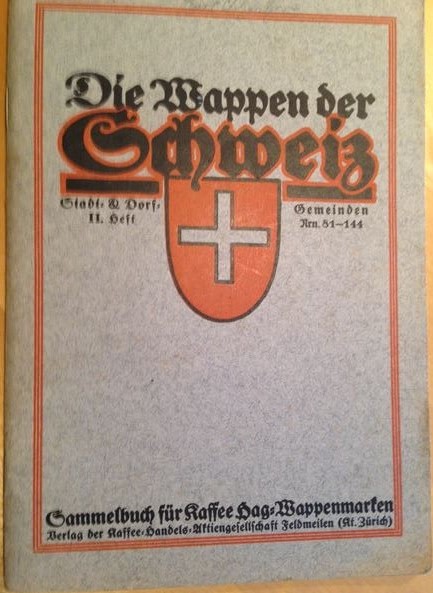 Die Wappen der
Schweiz
Stadt- & Dorf-
II. Heft
Gemeinden
Nrn. 81–144
Sammelbuch für Kaffee Hag-Wappenmarken
Verlag der Kaffee-Handels-Aktiengesellschaft Feldmeilen (Kt. Zürich)